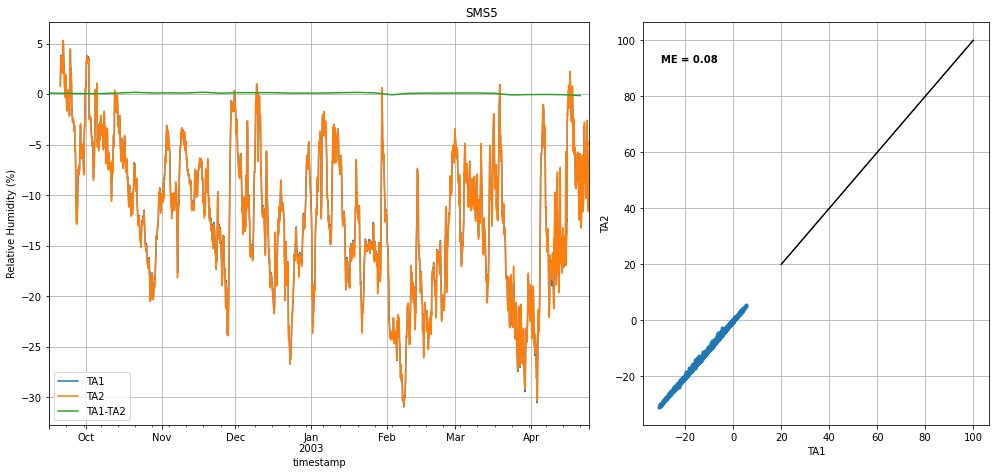 SMS5
Relative Humidity (%)
5
0
−5
−10
−15
−20
−25
−30
TA1
TA2
TA1-TA2
Oct Nov Dec Jan Feb Mar Apr
2003
timestamp
ME = 0.08
TA2
100
80
60
40
20
0
−20
−20 0 20 40 60 80 100
TA1